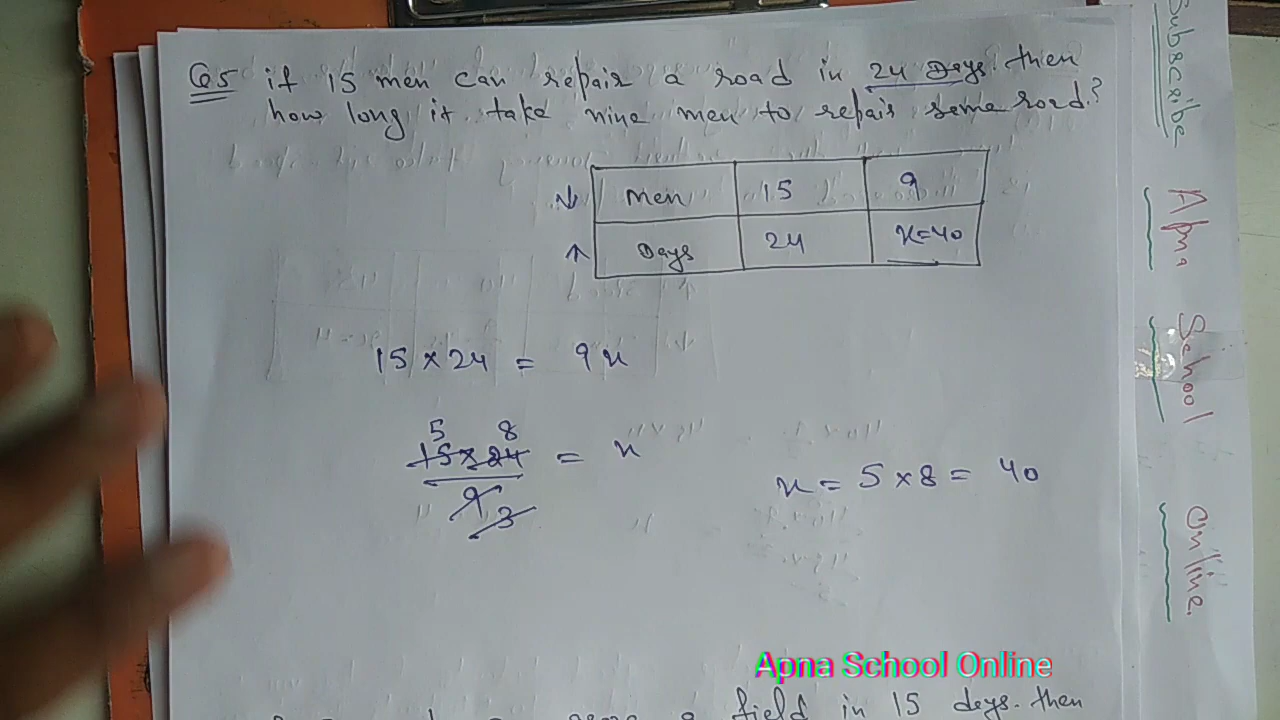 Q5 if 15 men can repair a road in 24 Days. then
how long it take nine men to repair same road?
↓ Men 15 9
↑ Days 24 x=40
15 × 24 = 9x
5 8
15×24 = x
9 3
x = 5 × 8 = 40
Subscribe
Apna
School
Online
Apna School Online
field in 15 days. then